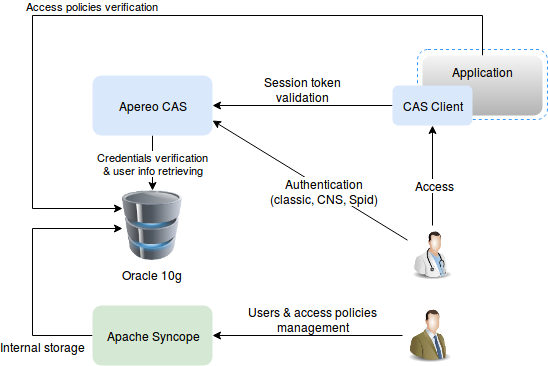 Access policies verification
Application
Session token
validation
Apereo CAS
CAS Client
Credentials verification
& user info retrieving
Authentication
(classic, CNS, Spid)
Access
Oracle 10g
Users & access policies
management
Apache Syncope
Internal storage